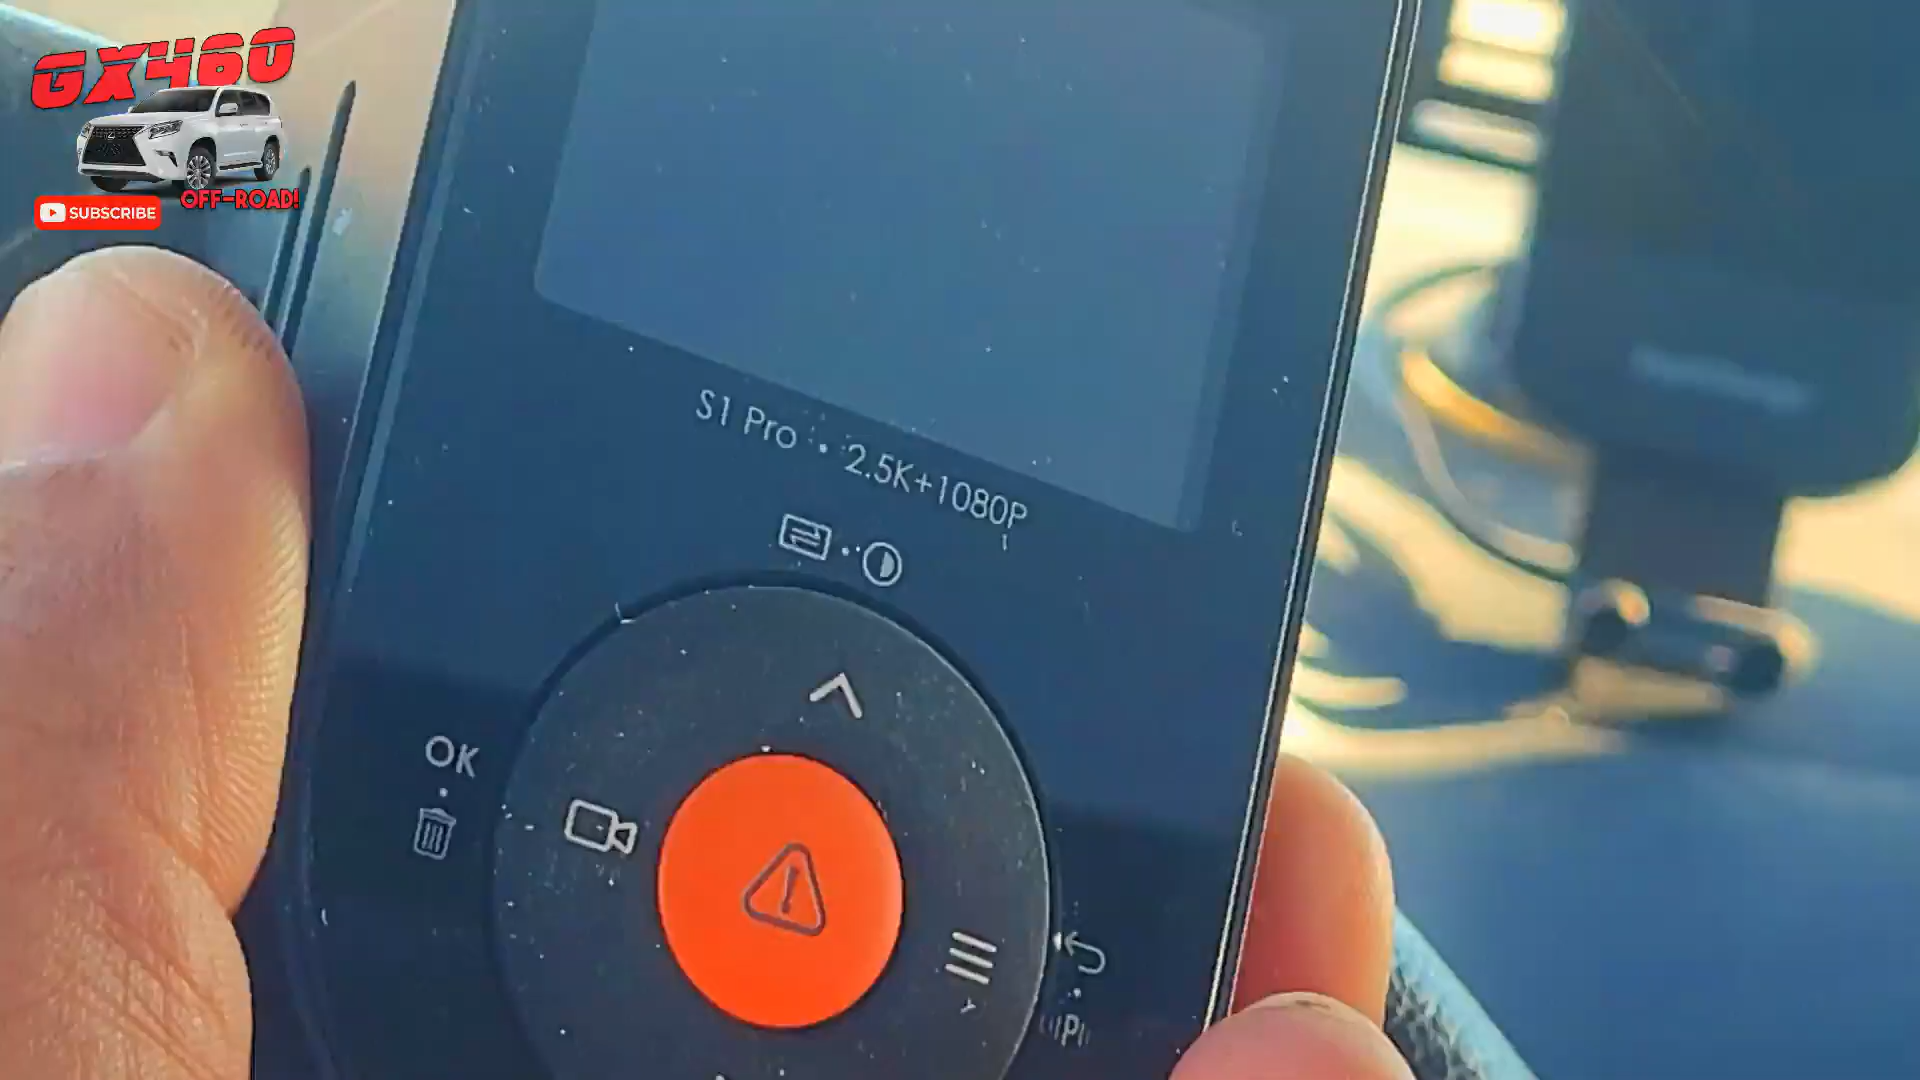 GX460
OFF-ROAD!
SUBSCRIBE
S1 Pro • 2.5K+1080P
OK